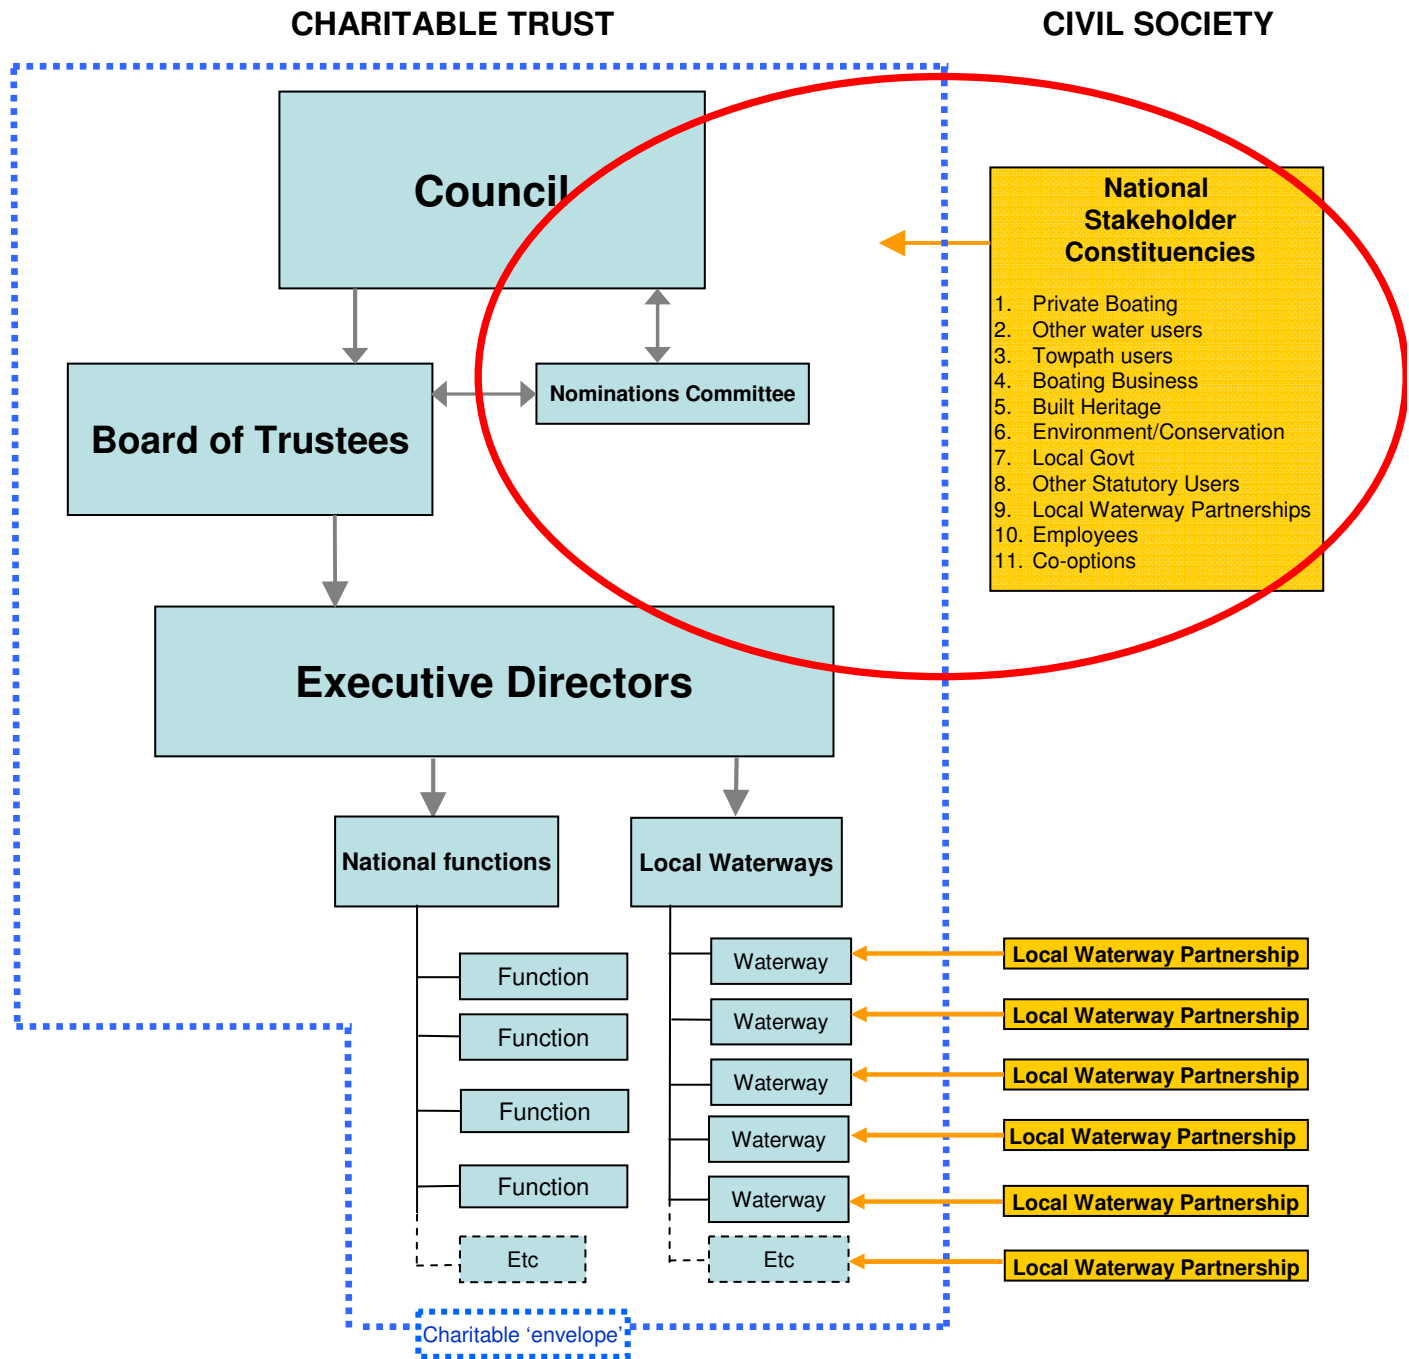 CHARITABLE TRUST
CIVIL SOCIETY
Council
National
Stakeholder
Constituencies
1. Private Boating
2. Other water users
3. Towpath users
4. Boating Business
5. Built Heritage
6. Environment/Conservation
7. Local Govt
8. Other Statutory Users
9. Local Waterway Partnerships
10. Employees
11. Co-options
Nominations Committee
Board of Trustees
Executive Directors
National functions
Local Waterways
Function
Function
Function
Function
Etc
Waterway
Waterway
Waterway
Waterway
Waterway
Etc
Local Waterway Partnership
Local Waterway Partnership
Local Waterway Partnership
Local Waterway Partnership
Local Waterway Partnership
Local Waterway Partnership
Charitable ‘envelope’